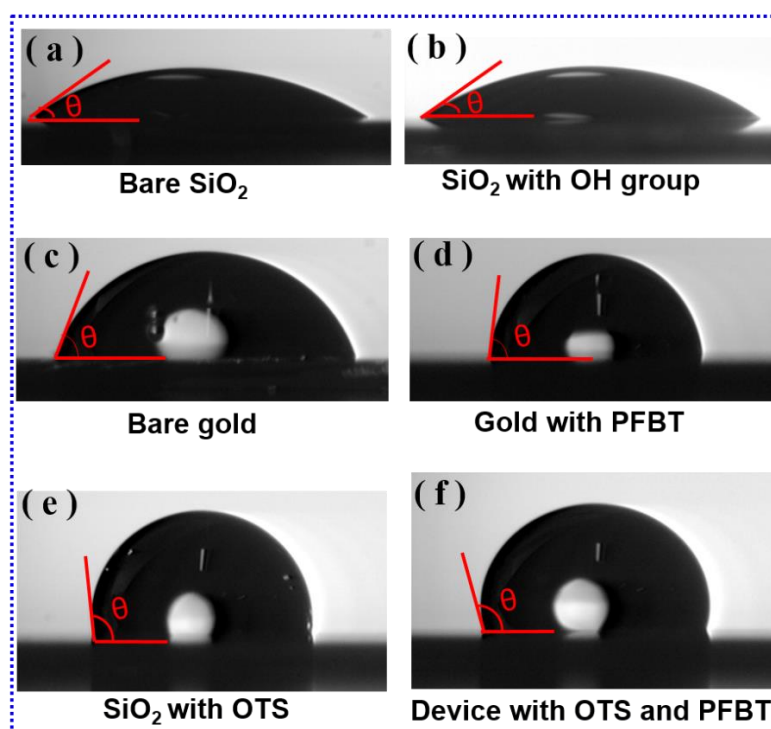 ( a )
θ
Bare SiO₂
( b )
θ
SiO₂ with OH group
( c )
θ
Bare gold
( d )
θ
Gold with PFBT
( e )
θ
SiO₂ with OTS
( f )
θ
Device with OTS and PFBT